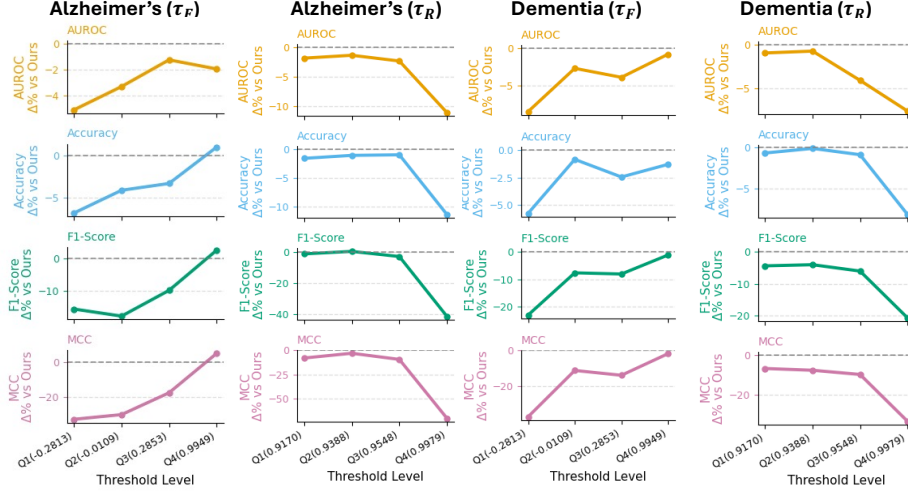 Alzheimer's (τF)
AUROC
AUROC
Δ% vs Ours
0
−2
−4
Accuracy
Accuracy
Δ% vs Ours
0
−5
F1-Score
F1-Score
Δ% vs Ours
0
−10
MCC
MCC
Δ% vs Ours
0
−20
Q1(-0.2813)
Q2(-0.0109)
Q3(0.2853)
Q4(0.9949)
Threshold Level
Alzheimer's (τR)
AUROC
AUROC
Δ% vs Ours
0
−5
−10
Accuracy
Accuracy
Δ% vs Ours
0
−5
−10
F1-Score
F1-Score
Δ% vs Ours
0
−20
−40
MCC
MCC
Δ% vs Ours
0
−25
−50
Q1(0.9170)
Q2(0.9388)
Q3(0.9548)
Q4(0.9979)
Threshold Level
Dementia (τF)
AUROC
AUROC
Δ% vs Ours
0
−5
Accuracy
Accuracy
Δ% vs Ours
0.0
−2.5
−5.0
F1-Score
F1-Score
Δ% vs Ours
0
−10
−20
MCC
MCC
Δ% vs Ours
0
−20
Q1(-0.2813)
Q2(-0.0109)
Q3(0.2853)
Q4(0.9949)
Threshold Level
Dementia (τR)
AUROC
AUROC
Δ% vs Ours
0
−5
Accuracy
Accuracy
Δ% vs Ours
0
−5
F1-Score
F1-Score
Δ% vs Ours
0
−10
−20
MCC
MCC
Δ% vs Ours
0
−20
Q1(0.9170)
Q2(0.9388)
Q3(0.9548)
Q4(0.9979)
Threshold Level